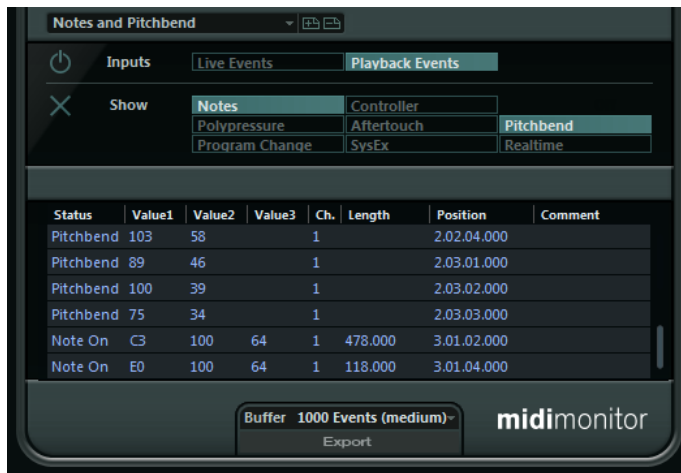 Notes and Pitchbend
Inputs Live Events Playback Events
Show Notes Controller
Polypressure Aftertouch Pitchbend
Program Change SysEx Realtime
Status Value1 Value2 Value3 Ch. Length Position Comment
Pitchbend 103 58 1 2.02.04.000
Pitchbend 89 46 1 2.03.01.000
Pitchbend 100 39 1 2.03.02.000
Pitchbend 75 34 1 2.03.03.000
Note On C3 100 64 1 478.000 3.01.02.000
Note On E0 100 64 1 118.000 3.01.04.000
Buffer 1000 Events (medium)
Export
midimonitor